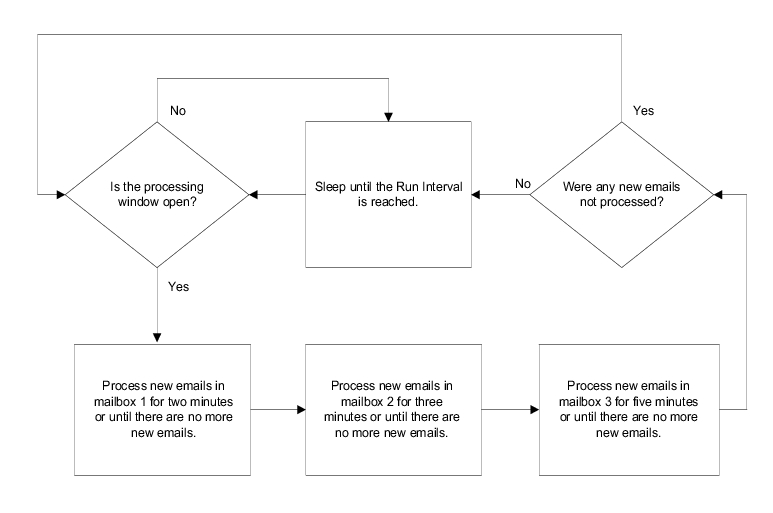 No
Yes
Is the processing
window open?
Sleep until the Run Interval
is reached.
No
Were any new emails
not processed?
Yes
Process new emails in
mailbox 1 for two minutes
or until there are no more
new emails.
Process new emails in
mailbox 2 for three
minutes or until there are
no more new emails.
Process new emails in
mailbox 3 for five minutes
or until there are no more
new emails.